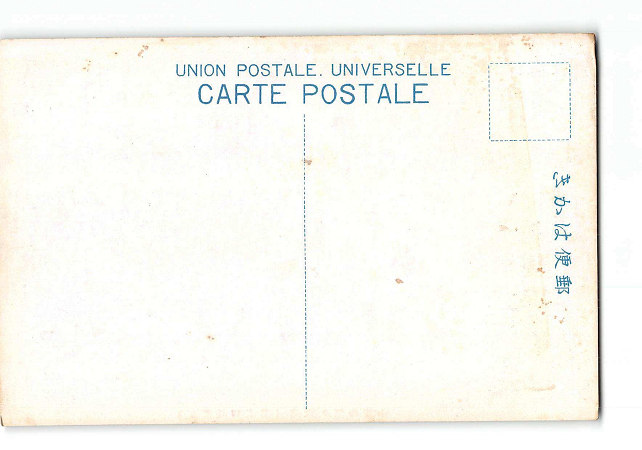 UNION POSTALE. UNIVERSELLE
CARTE POSTALE
郵便はかき